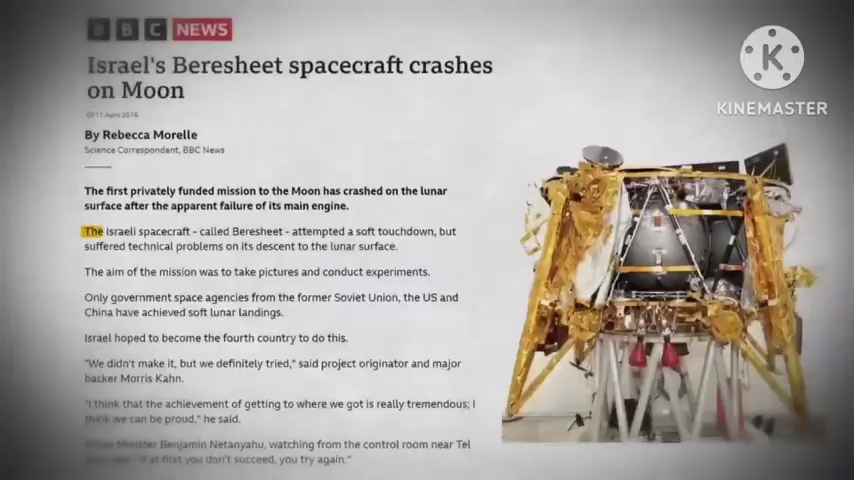 BBC NEWS
Israel's Beresheet spacecraft crashes
on Moon
11 April 2019
By Rebecca Morelle
Science Correspondent, BBC News
The first privately funded mission to the Moon has crashed on the lunar
surface after the apparent failure of its main engine.
The Israeli spacecraft - called Beresheet - attempted a soft touchdown, but
suffered technical problems on its descent to the lunar surface.
The aim of the mission was to take pictures and conduct experiments.
Only government space agencies from the former Soviet Union, the US and
China have achieved soft lunar landings.
Israel hoped to become the fourth country to do this.
"We didn't make it, but we definitely tried," said project originator and major
backer Morris Kahn.
"I think that the achievement of getting to where we got is really tremendous; I
think we can be proud," he said.
Minister Benjamin Netanyahu, watching from the control room near Tel
first you don't succeed, you try again."
K
KINEMASTER